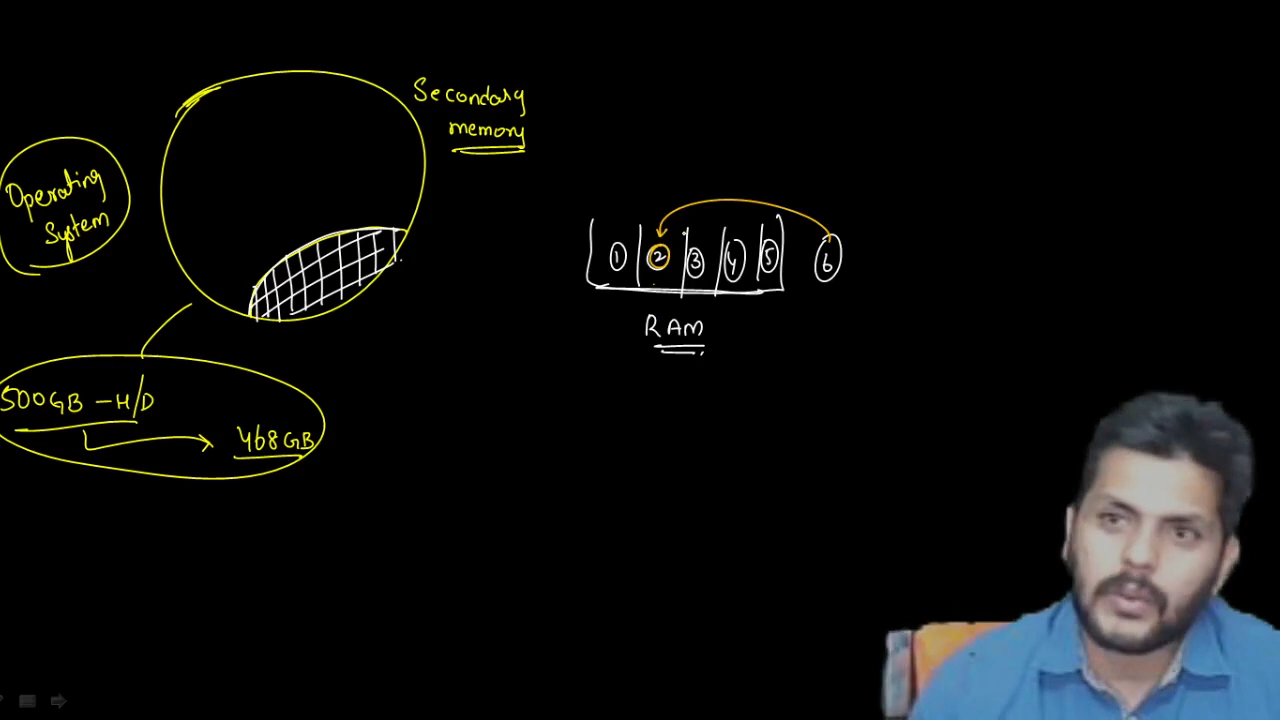 Secondary
memory
Operating
System
1 2 3 4 5 6
RAM
500GB - H/D
468GB